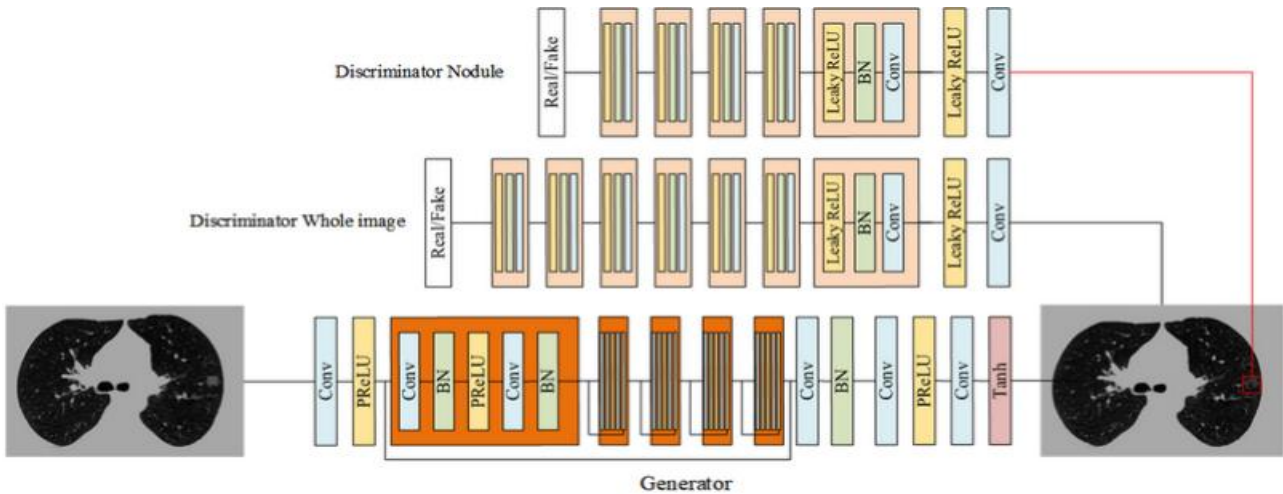 Discriminator Nodule
Real/Fake
Leaky ReLU
BN
Conv
Leaky ReLU
Conv
Discriminator Whole image
Real/Fake
Leaky ReLU
BN
Conv
Leaky ReLU
Conv
Conv
PReLU
Conv
BN
PReLU
Conv
BN
Conv
BN
Conv
PReLU
Conv
Tanh
Generator